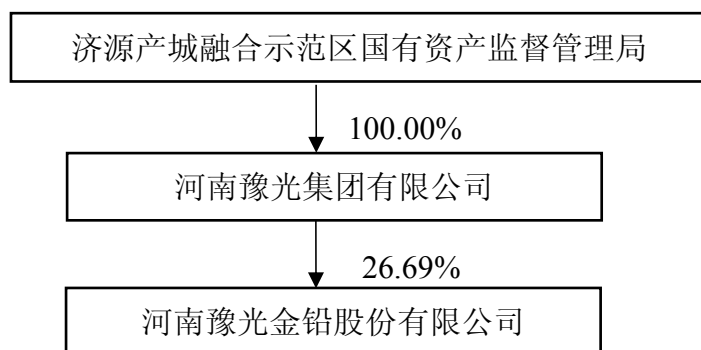 济源产城融合示范区国有资产监督管理局
100.00%
河南豫光集团有限公司
26.69%
河南豫光金铅股份有限公司